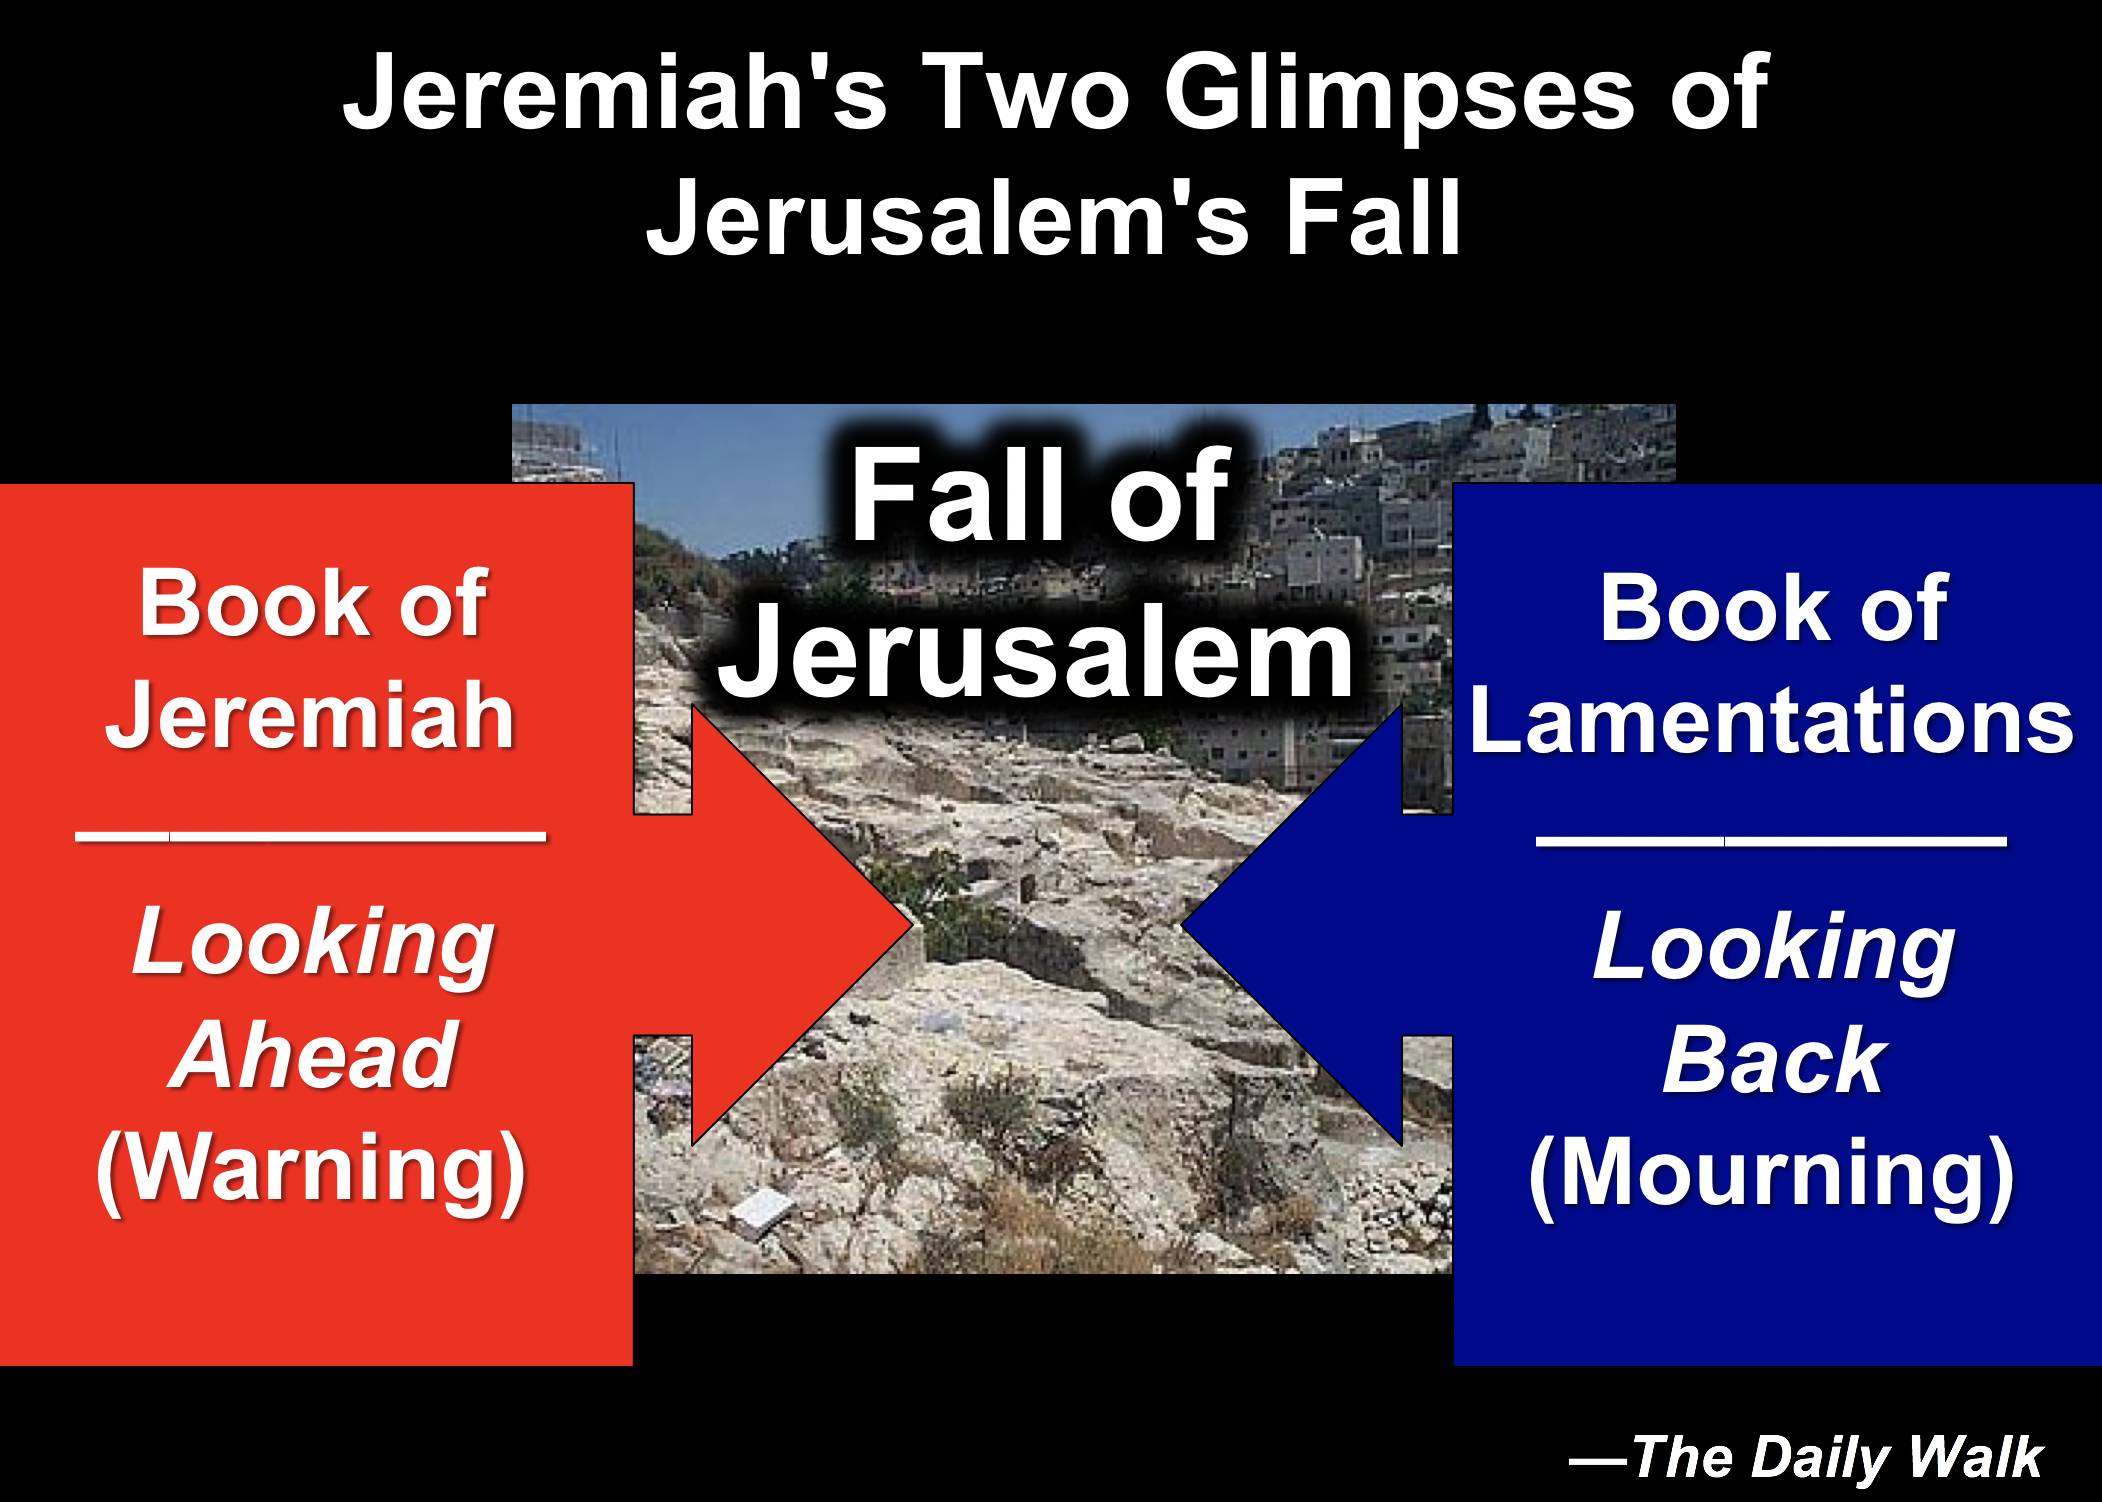 Jeremiah's Two Glimpses of
Jerusalem's Fall
Fall of
Jerusalem
Book of
Jeremiah
Looking
Ahead
(Warning)
Book of
Lamentations
Looking
Back
(Mourning)
—The Daily Walk